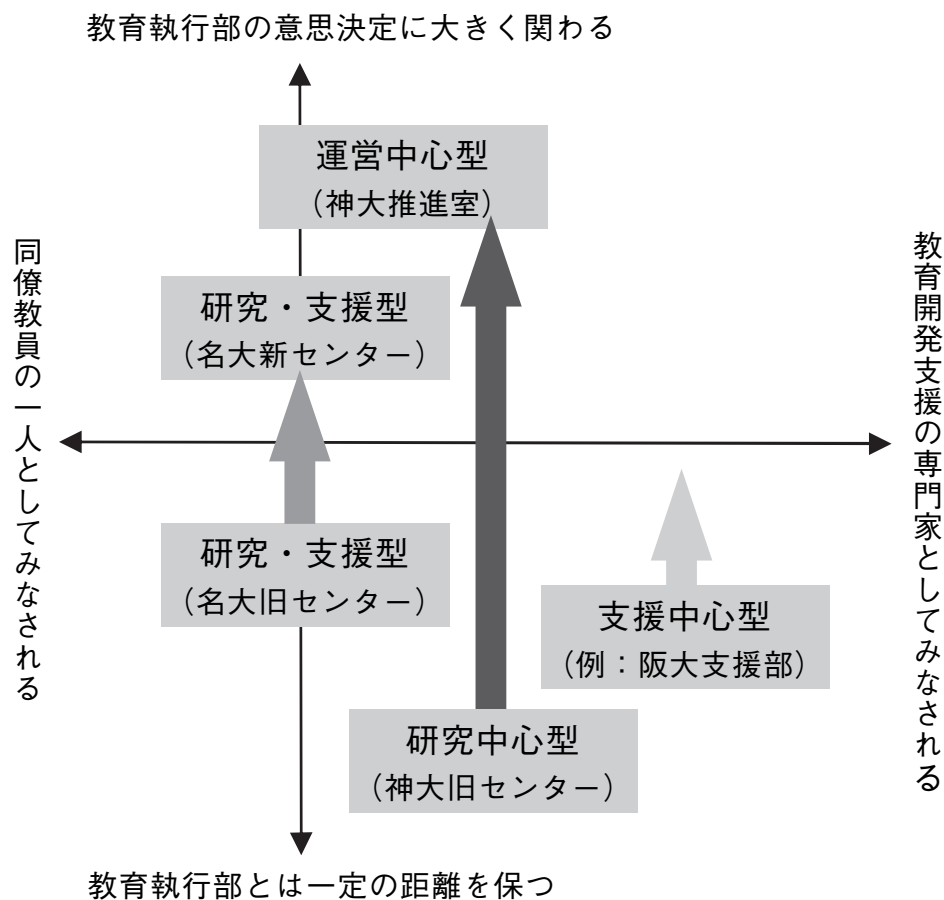 教育執行部の意思決定に大きく関わる
運営中心型
（神大推進室）
同僚教員の一人としてみなされる
教育開発支援の専門家としてみなされる
研究・支援型
（名大新センター）
研究・支援型
（名大旧センター）
支援中心型
（例：阪大支援部）
研究中心型
（神大旧センター）
教育執行部とは一定の距離を保つ